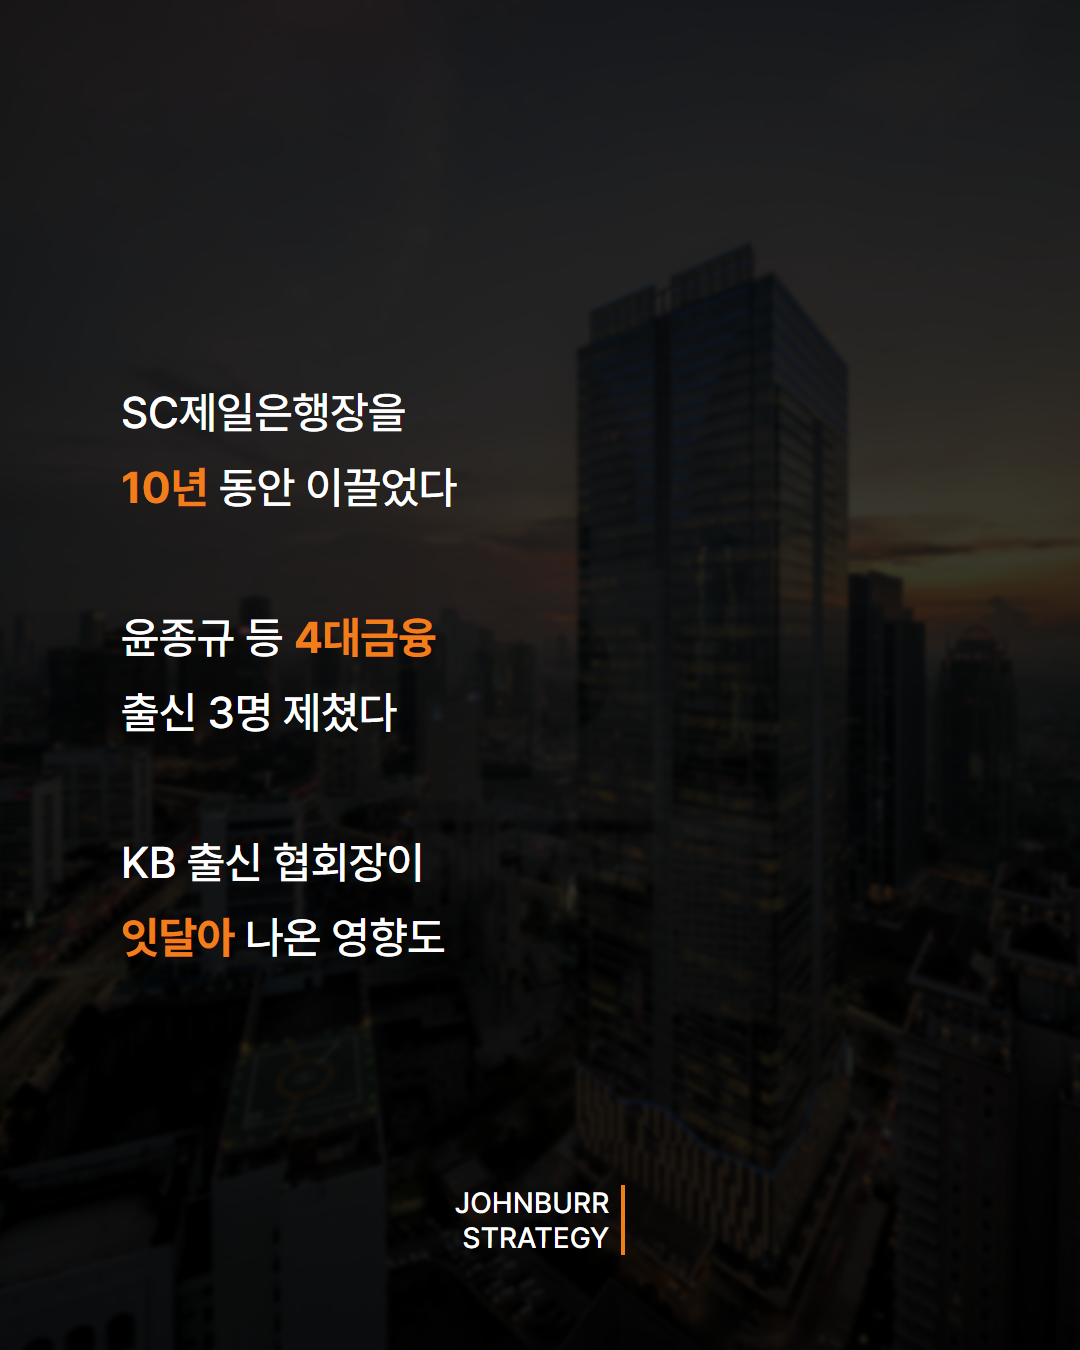 SC제일은행장을
10년 동안 이끌었다
윤종규 등 4대금융
출신 3명 제쳤다
KB 출신 협회장이
잇달아 나온 영향도
JOHNBURR
STRATEGY